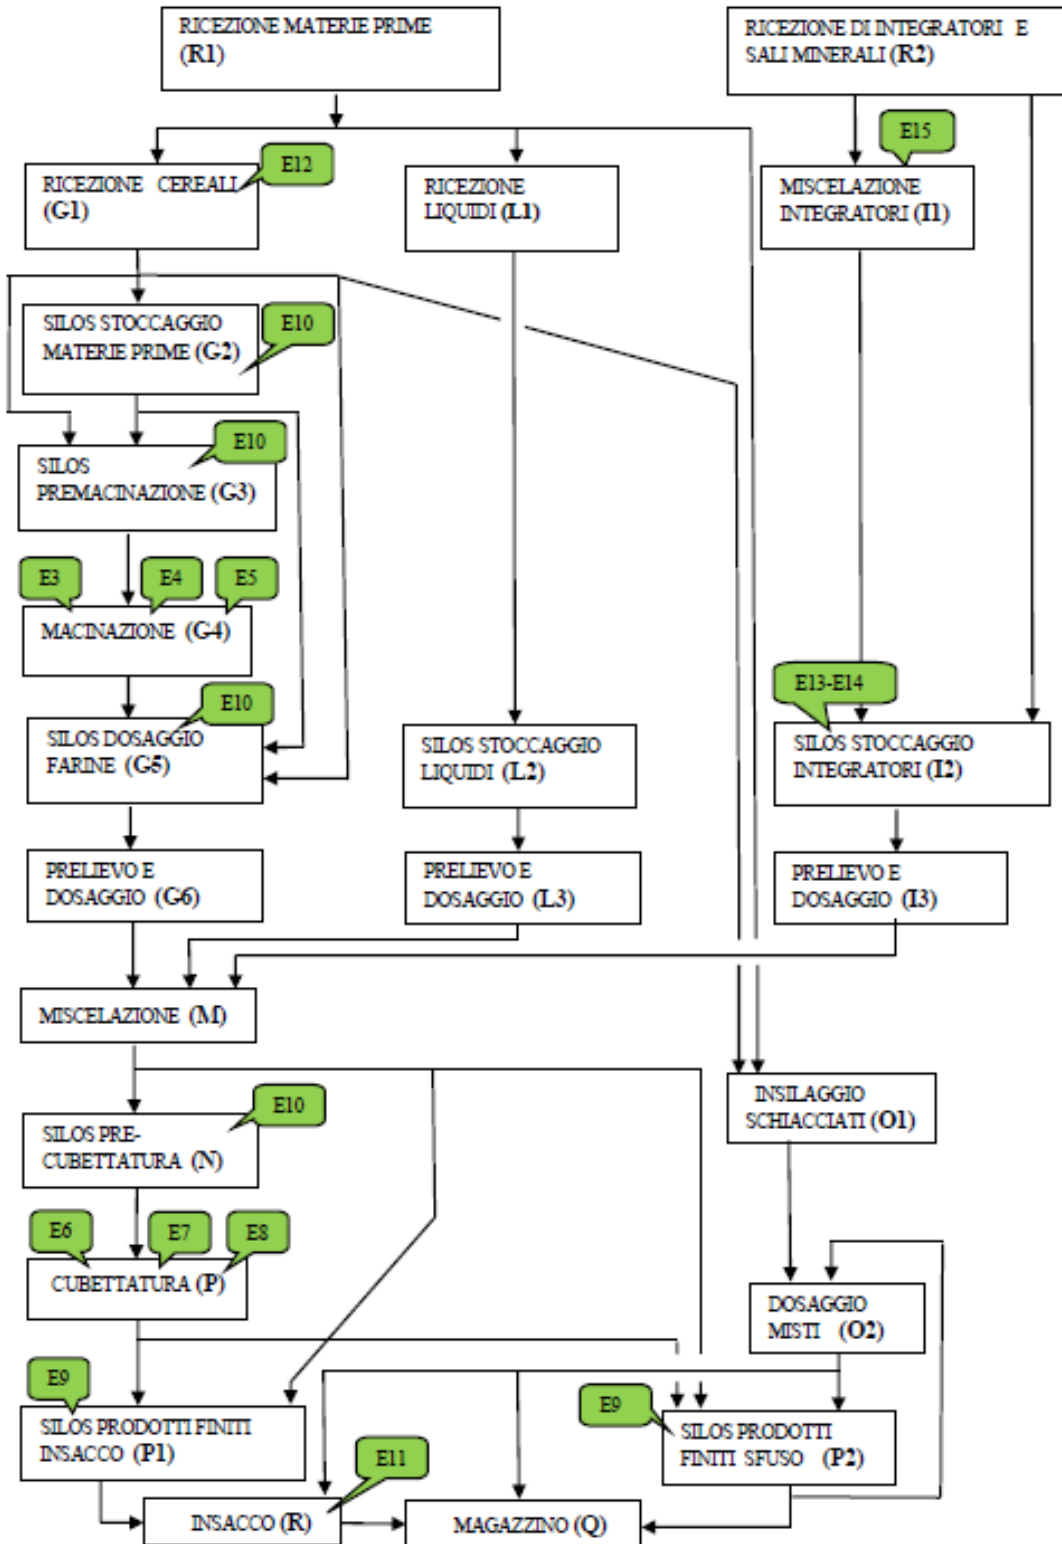 RICEZIONE MATERIE PRIME
(R1)
RICEZIONE DI INTEGRATORI E
SALI MINERALI (R2)
E15
E12
RICEZIONE CEREALI
(G1)
RICEZIONE
LIQUIDI (L1)
MISCELAZIONE
INTEGRATORI (I1)
SILOS STOCCAGGIO
MATERIE PRIME (G2)
E10
E10
SILOS
PREMACINAZIONE (G3)
E3
E4
E5
MACINAZIONE (G4)
E10
SILOS DOSAGGIO
FARINE (G5)
SILOS STOCCAGGIO
LIQUIDI (L2)
E13-E14
SILOS STOCCAGGIO
INTEGRATORI (I2)
PRELIEVO E
DOSAGGIO (G6)
PRELIEVO E
DOSAGGIO (L3)
PRELIEVO E
DOSAGGIO (I3)
MISCELAZIONE (M)
INSILAGGIO
SCHIACCIATI (O1)
E10
SILOS PRE-
CUBETTATURA (N)
E6
E7
E8
CUBETTATURA (P)
DOSAGGIO
MISTI (O2)
E9
SILOS PRODOTTI FINITI
INSACCO (P1)
E9
SILOS PRODOTTI
FINITI SFUSO (P2)
E11
INSACCO (R)
MAGAZZINO (Q)